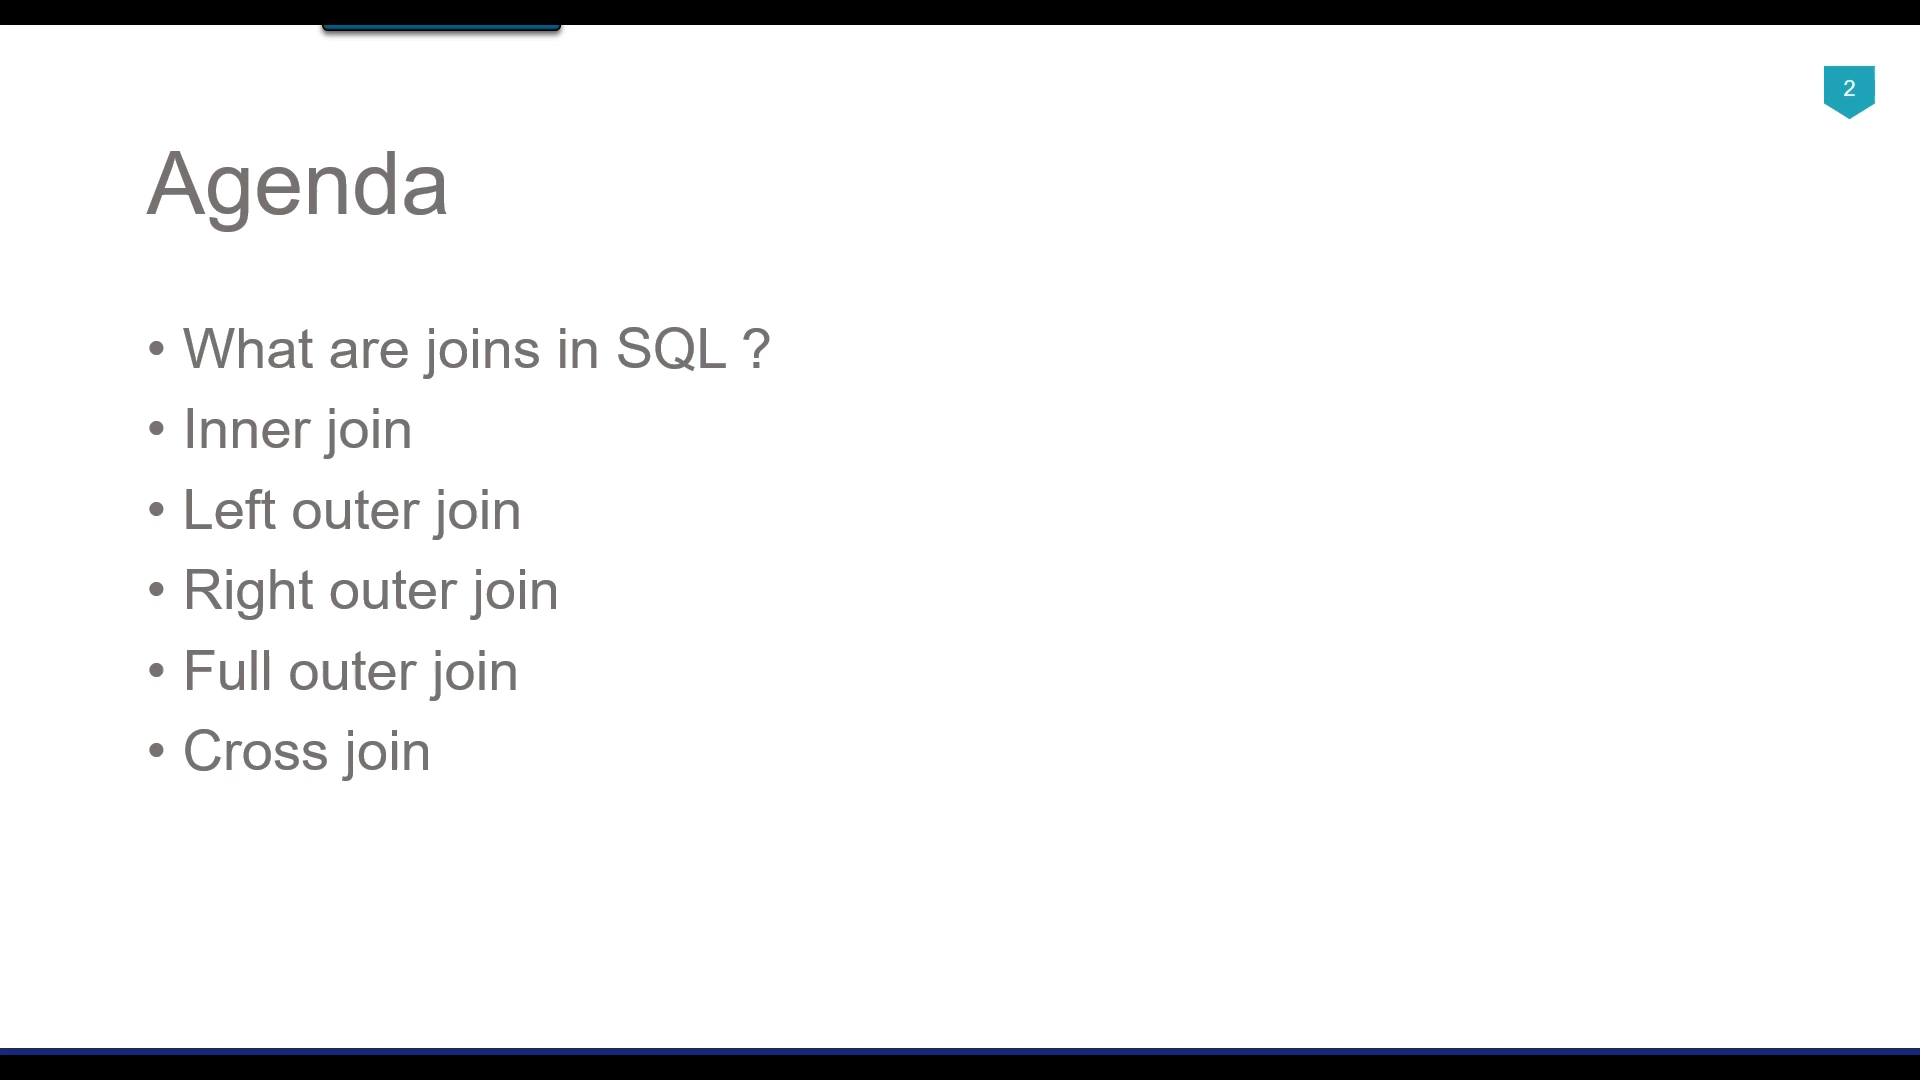 2
Agenda
• What are joins in SQL ?
• Inner join
• Left outer join
• Right outer join
• Full outer join
• Cross join